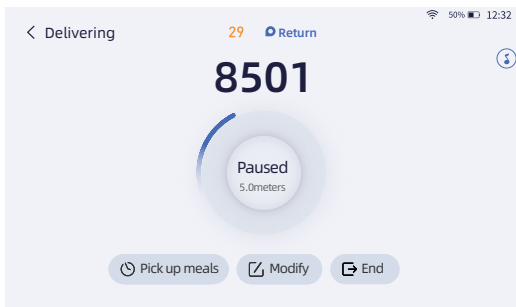 50% 12:32
Delivering 29 Return
8501
Paused
5.0meters
Pick up meals Modify End